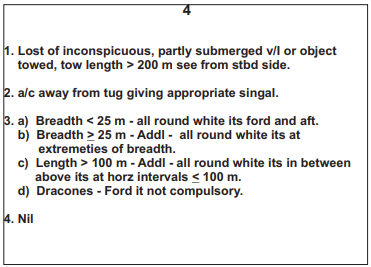 4
1. Lost of inconspicuous, partly submerged v/l or object
towed, tow length > 200 m see from stbd side.
2. a/c away from tug giving appropriate singal.
3. a) Breadth < 25 m - all round white its ford and aft.
b) Breadth ≥ 25 m - Addl - all round white its at
extremeties of breadth.
c) Length > 100 m - Addl - all round white its in between
above its at horz intervals ≤ 100 m.
d) Dracones - Ford it not compulsory.
4. Nil